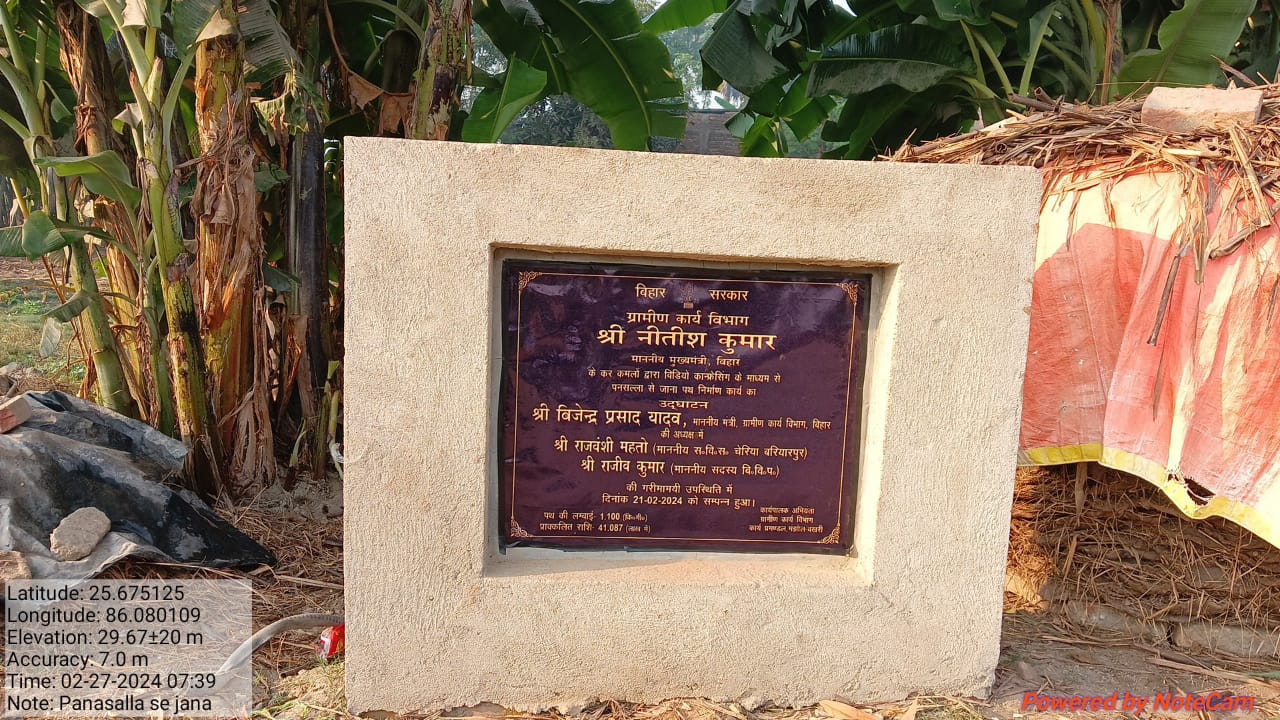 बिहार सरकार
ग्रामीण कार्य विभाग
श्री नीतीश कुमार
माननीय मुख्यमंत्री, बिहार
के कर कमलों द्वारा विडियो कान्फ्रेसिंग के माध्यम से
पनसल्ला से जाना पथ निर्माण कार्य का
उद्घाटन
श्री विजेन्द्र प्रसाद यादव, माननीय मंत्री, ग्रामीण कार्य विभाग, बिहार
की अध्यक्ष में
श्री राजवंशी महतो (माननीय स०वि०स० चेरिया बरियारपुर)
श्री राजीव कुमार (माननीय सदस्य बि०वि०प०)
की गरीमामयी उपस्थिति में
दिनांक 21-02-2024 को सम्पन्न हुआ।
पथ की लम्बाई- 1.100 (कि०मी०)
प्राक्कलित राशि- 41.087 (लाख में)
कार्यपालक अभियंता
ग्रामीण कार्य विभाग
कार्य प्रमण्डल, मंझौल-बखरी
Latitude: 25.675125
Longitude: 86.080109
Elevation: 29.67±20 m
Accuracy: 7.0 m
Time: 02-27-2024 07:39
Note: Panasalla se jana
Powered by NoteCam